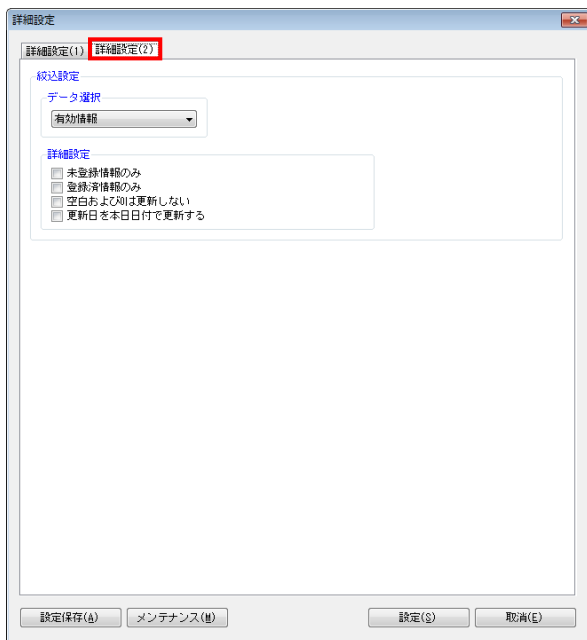 詳細設定
詳細設定(1) 詳細設定(2)
絞込設定
データ選択
有効情報
詳細設定
未登録情報のみ
登録済情報のみ
空白および0は更新しない
更新日を本日日付で更新する
設定保存(A) メンテナンス(M) 設定(S) 取消(E)